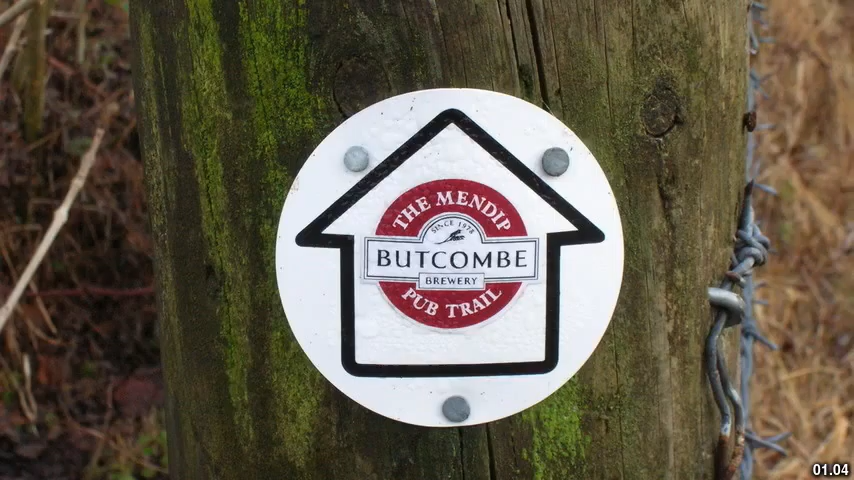 THE MENDIP
SINCE 1978
BUTCOMBE
BREWERY
PUB TRAIL
01.04